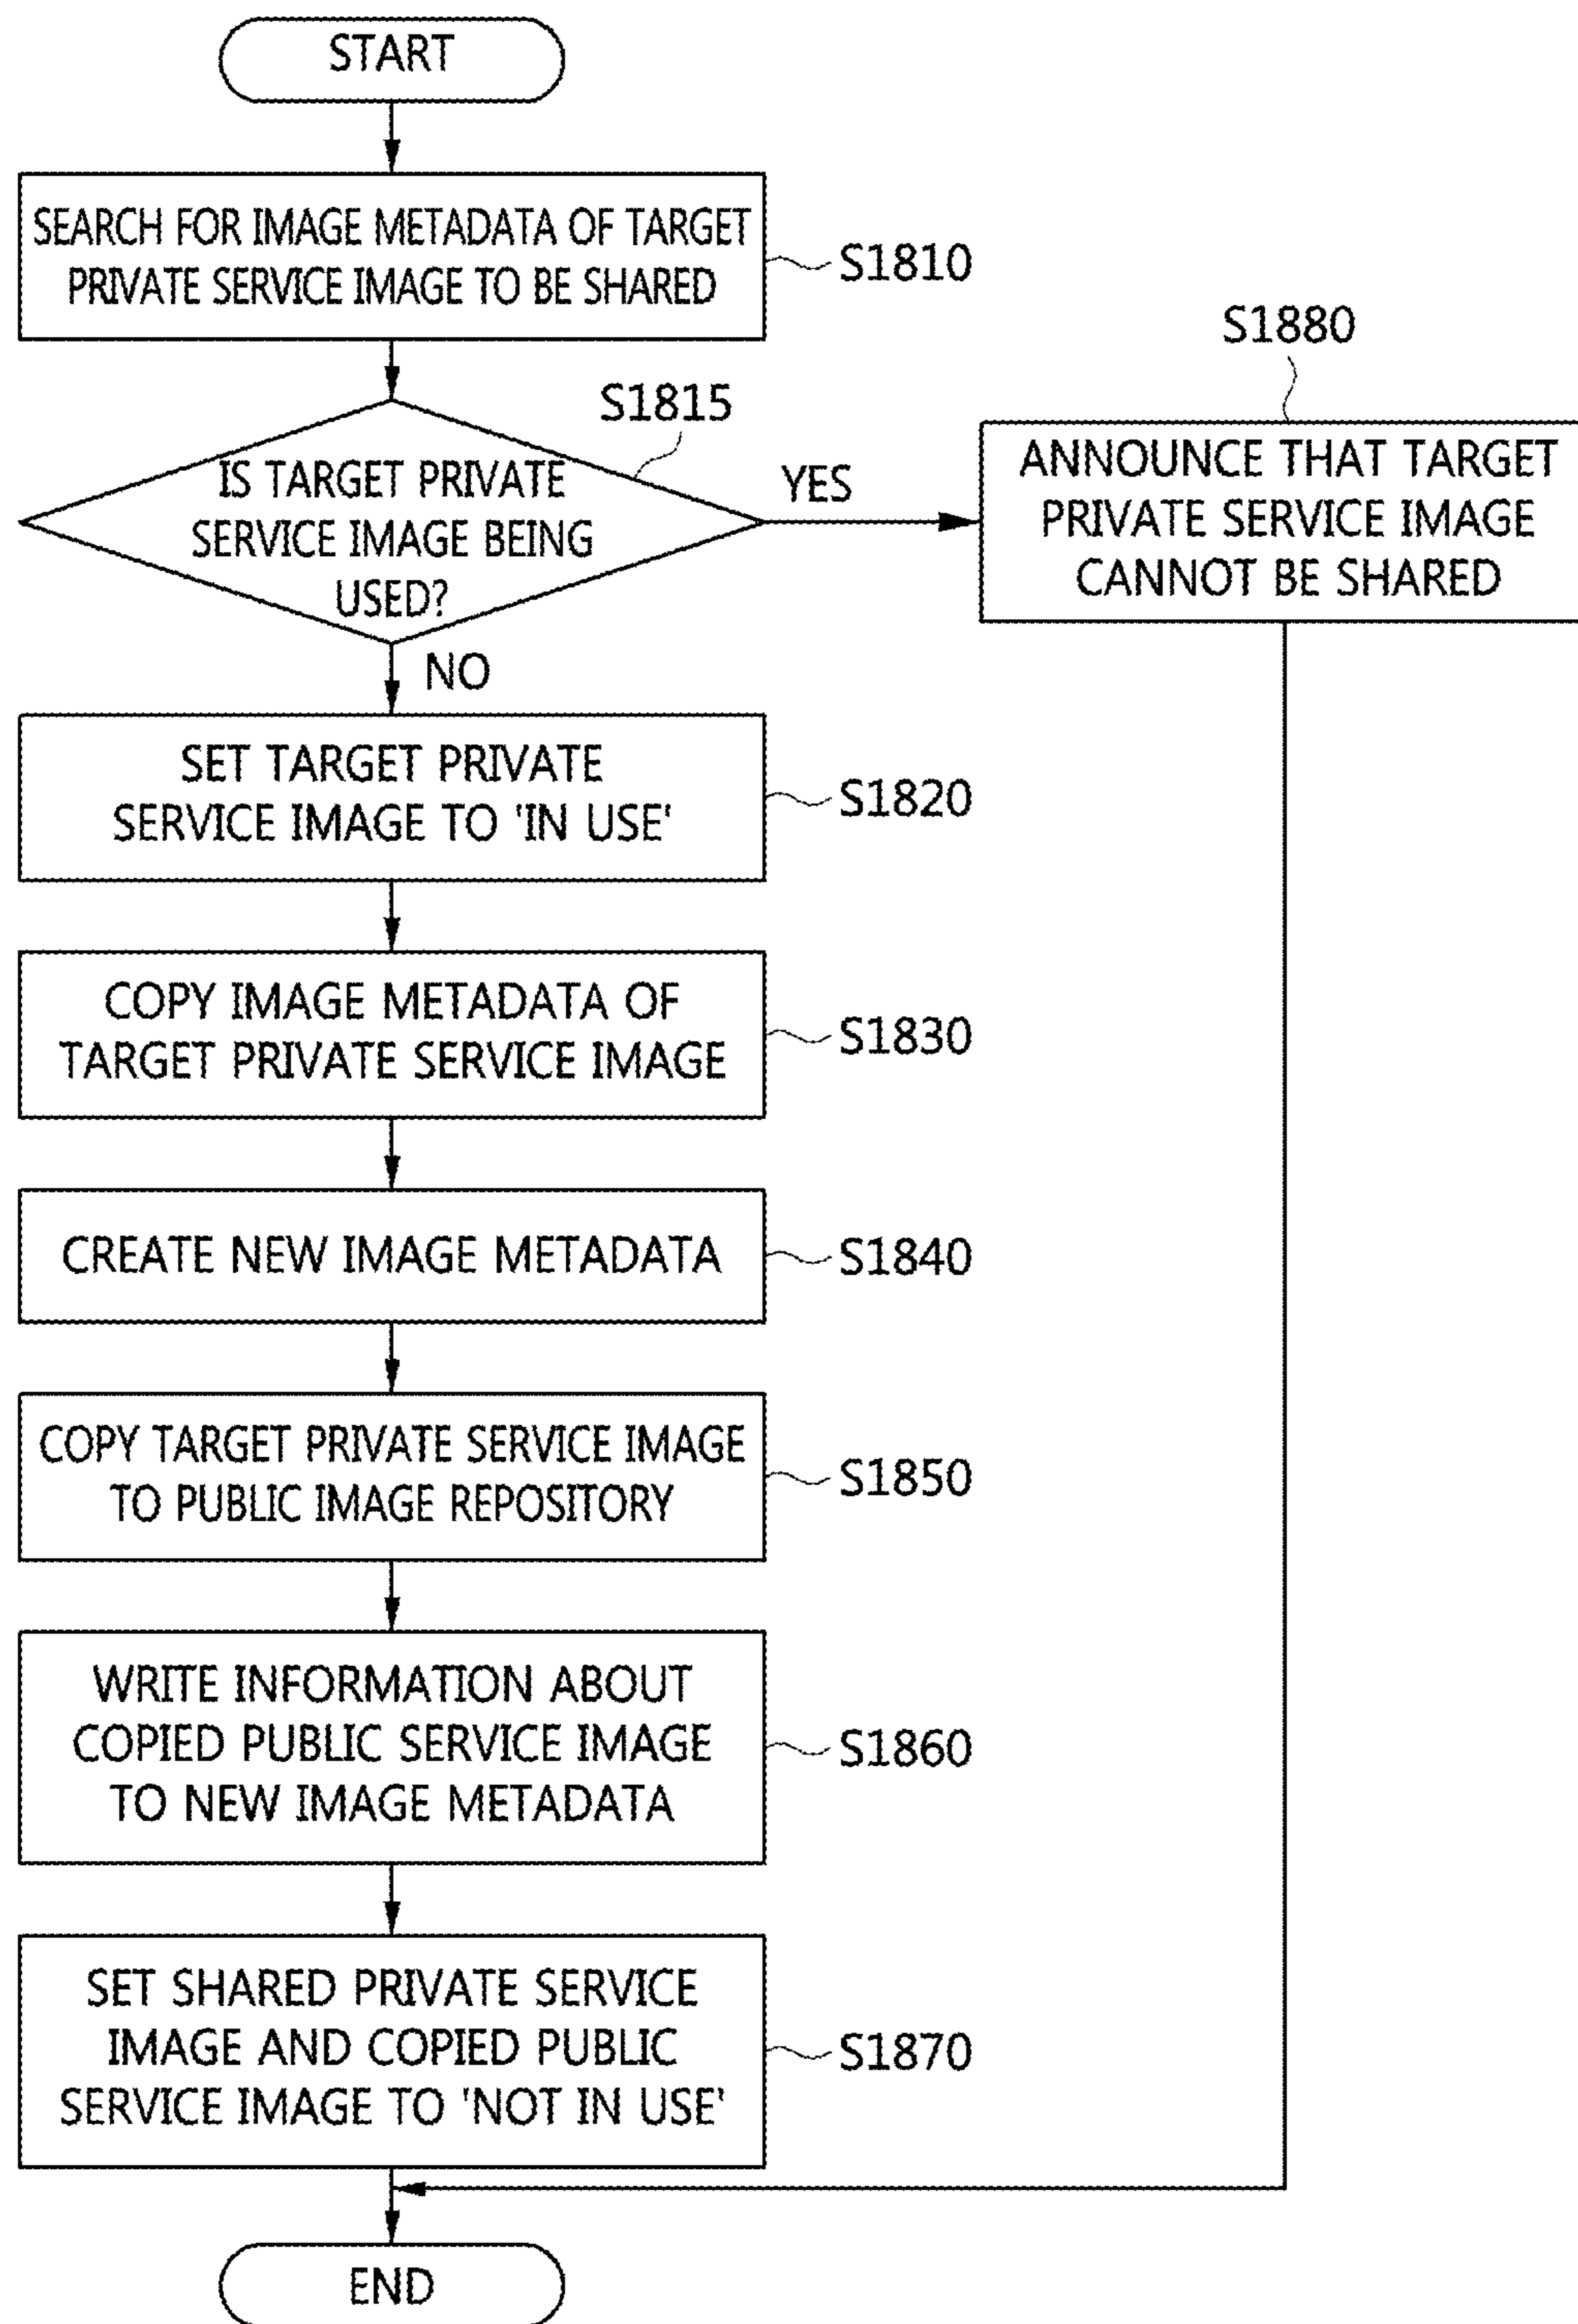 START
SEARCH FOR IMAGE METADATA OF TARGET
PRIVATE SERVICE IMAGE TO BE SHARED
S1810
S1815
IS TARGET PRIVATE
SERVICE IMAGE BEING
USED?
YES
S1880
ANNOUNCE THAT TARGET
PRIVATE SERVICE IMAGE
CANNOT BE SHARED
NO
SET TARGET PRIVATE
SERVICE IMAGE TO 'IN USE'
S1820
COPY IMAGE METADATA OF
TARGET PRIVATE SERVICE IMAGE
S1830
CREATE NEW IMAGE METADATA
S1840
COPY TARGET PRIVATE SERVICE IMAGE
TO PUBLIC IMAGE REPOSITORY
S1850
WRITE INFORMATION ABOUT
COPIED PUBLIC SERVICE IMAGE
TO NEW IMAGE METADATA
S1860
SET SHARED PRIVATE SERVICE
IMAGE AND COPIED PUBLIC
SERVICE IMAGE TO 'NOT IN USE'
S1870
END